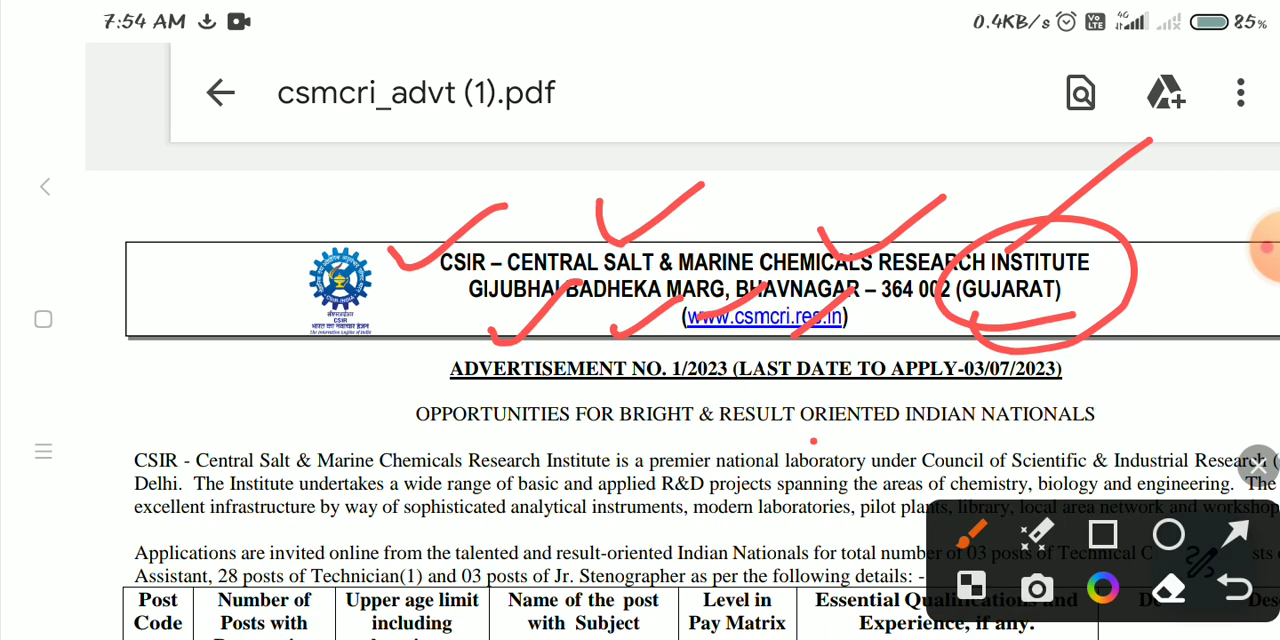 7:54 AM
0.4KB/s Vo LTE 4G 85%
csmcri_advt (1).pdf
CSIR – CENTRAL SALT & MARINE CHEMICALS RESEARCH INSTITUTE
GIJUBHAI BADHEKA MARG, BHAVNAGAR – 364 002 (GUJARAT)
(www.csmcri.res.in)
CSIR
ADVERTISEMENT NO. 1/2023 (LAST DATE TO APPLY-03/07/2023)
OPPORTUNITIES FOR BRIGHT & RESULT ORIENTED INDIAN NATIONALS
CSIR - Central Salt & Marine Chemicals Research Institute is a premier national laboratory under Council of Scientific & Industrial Research (
Delhi. The Institute undertakes a wide range of basic and applied R&D projects spanning the areas of chemistry, biology and engineering. The
excellent infrastructure by way of sophisticated analytical instruments, modern laboratories, pilot plants, library, local area network and workshop
Applications are invited online from the talented and result-oriented Indian Nationals for total number of 03 posts of Technical
Assistant, 28 posts of Technician(1) and 03 posts of Jr. Stenographer as per the following details: -
Post Number of Upper age limit Name of the post Level in Essential Qualifications and
Code Posts with including with Subject Pay Matrix Experience, if any.